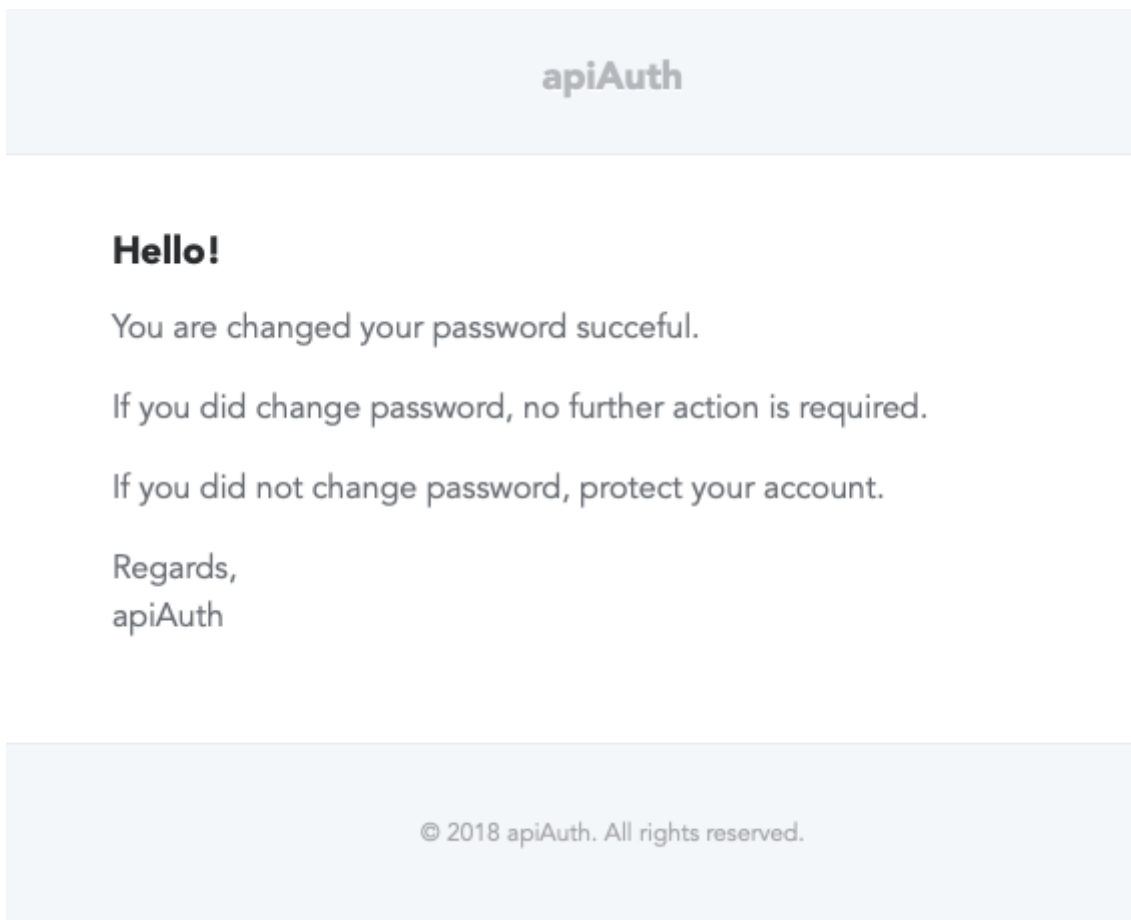 apiAuth
Hello!
You are changed your password succeful.
If you did change password, no further action is required.
If you did not change password, protect your account.
Regards,
apiAuth
© 2018 apiAuth. All rights reserved.